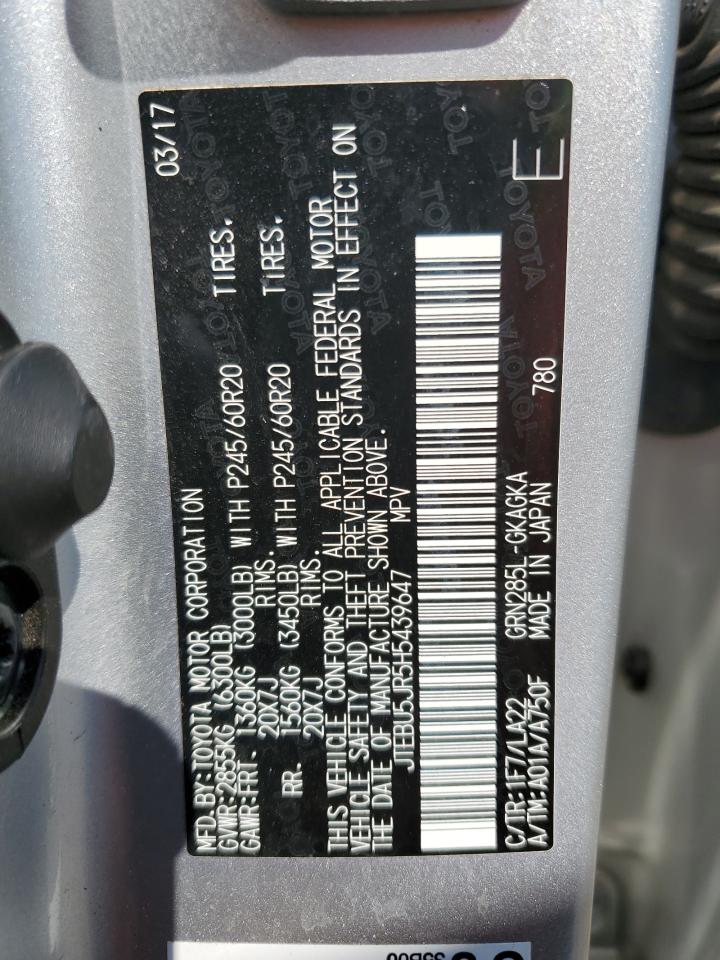 MFD. BY: TOYOTA MOTOR CORPORATION 03/17
GVWR: 2855KG (6300LB)
GAWR: FRT. 1360KG (3000LB) WITH P245/60R20 TIRES.
20X7J RIMS.
RR. 1560KG (3450LB) WITH P245/60R20 TIRES.
20X7J RIMS.
THIS VEHICLE CONFORMS TO ALL APPLICABLE FEDERAL MOTOR
VEHICLE SAFETY AND THEFT PREVENTION STANDARDS IN EFFECT ON
THE DATE OF MANUFACTURE SHOWN ABOVE.
JTEBU5JR5H5439647 MPV
C/TR: 1F7/LA22 GRN285L-GKAGKA
A/TM: A01A/A750F MADE IN JAPAN 780 E